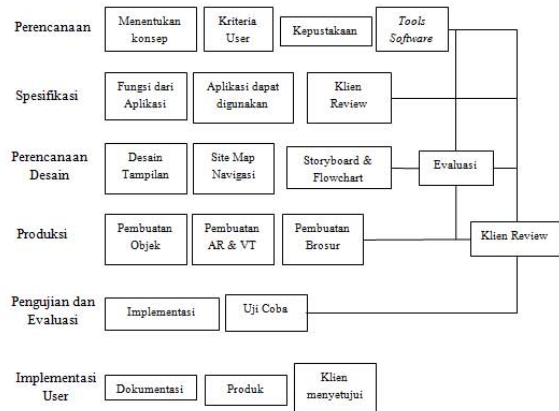 Perencanaan
Menentukan
konsep
Kriteria
User
Kepustakaan
Tools
Software
Spesifikasi
Fungsi dari
Aplikasi
Aplikasi dapat
digunakan
Klien
Review
Perencanaan
Desain
Desain
Tampilan
Site Map
Navigasi
Storyboard &
Flowchart
Evaluasi
Produksi
Pembuatan
Objek
Pembuatan
AR & VT
Pembuatan
Brosur
Klien Review
Pengujian dan
Evaluasi
Implementasi
Uji Coba
Implementasi
User
Dokumentasi
Produk
Klien
menyetujui